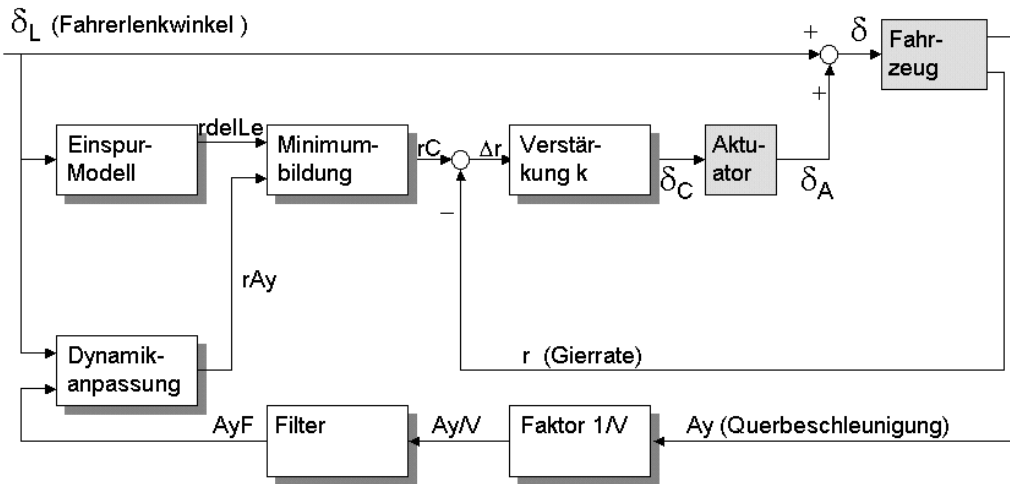 δL (Fahrerlenkwinkel )
+
δ
Fahr-
zeug
+
rdelLe
Einspur-
Modell
Minimum-
bildung
rC
Δr
Verstär-
kung k
δC
Aktu-
ator
δA
−
rAy
Dynamik-
anpassung
r (Gierrate)
AyF
Filter
Ay/V
Faktor 1/V
Ay (Querbeschleunigung)